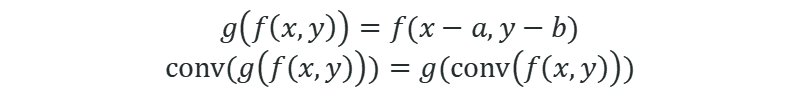 g(f(x, y)) = f(x − a, y − b)
conv(g(f(x, y))) = g(conv(f(x, y)))